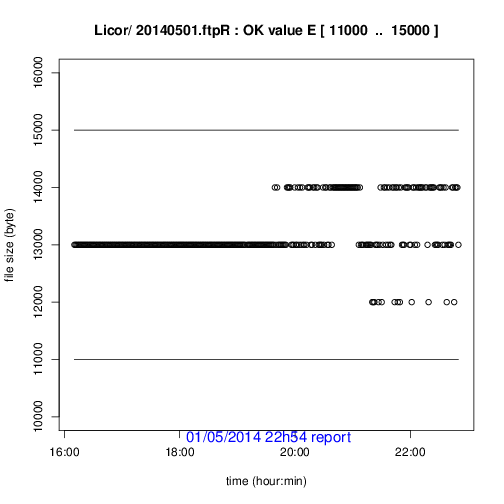 Licor/ 20140501.ftpR : OK value E [ 11000 .. 15000 ]
file size (byte)
16000
15000
14000
13000
12000
11000
10000
16:00
18:00
20:00
22:00
01/05/2014 22h54 report
time (hour:min)